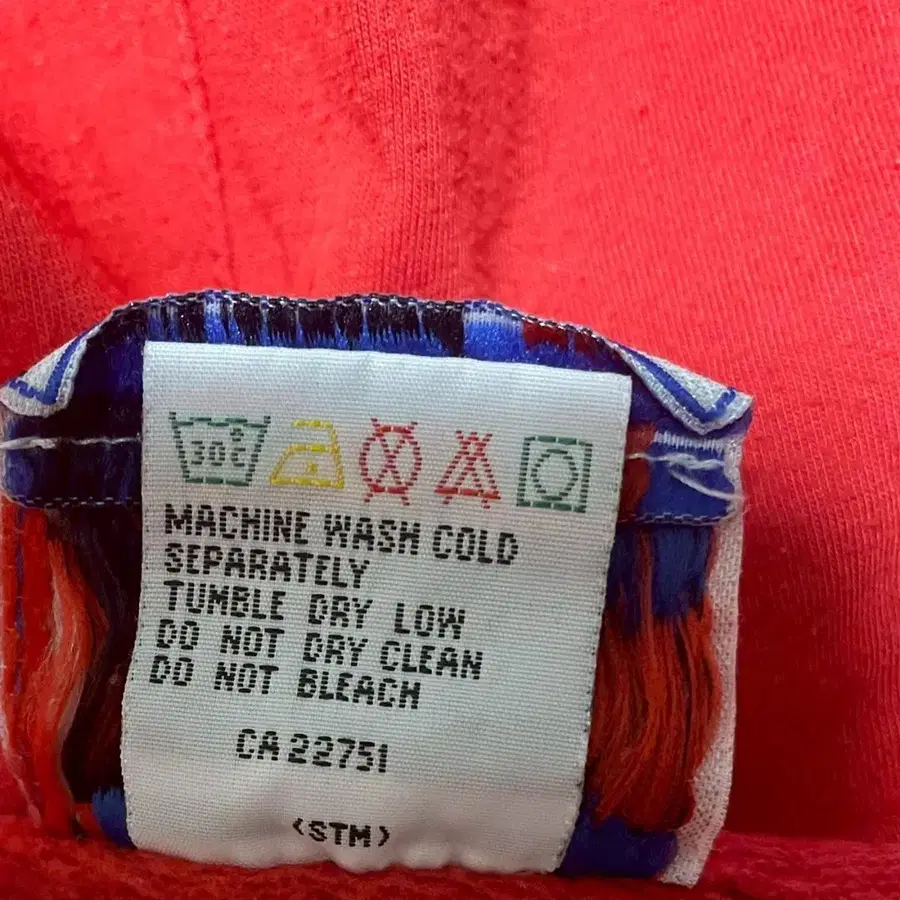 30°C
MACHINE WASH COLD
SEPARATELY
TUMBLE DRY LOW
DO NOT DRY CLEAN
DO NOT BLEACH
CA 22751
(STM)